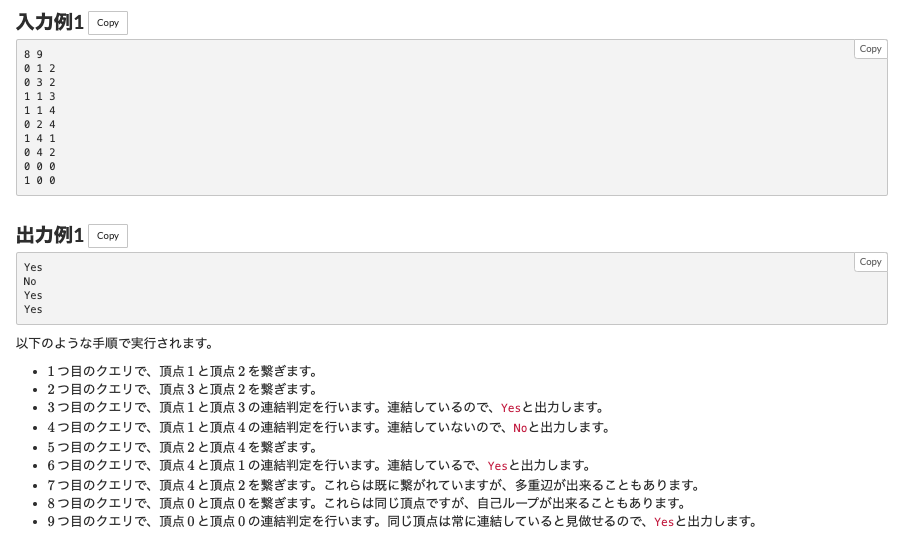 入力例1 Copy
Copy
8 9
0 1 2
0 3 2
1 1 3
1 1 4
0 2 4
1 4 1
0 4 2
0 0 0
1 0 0
出力例1 Copy
Copy
Yes
No
Yes
Yes
以下のような手順で実行されます。
• 1つ目のクエリで、頂点1と頂点2を繋ぎます。
• 2つ目のクエリで、頂点3と頂点2を繋ぎます。
• 3つ目のクエリで、頂点1と頂点3の連結判定を行います。連結しているので、Yesと出力します。
• 4つ目のクエリで、頂点1と頂点4の連結判定を行います。連結していないので、Noと出力します。
• 5つ目のクエリで、頂点2と頂点4を繋ぎます。
• 6つ目のクエリで、頂点4と頂点1の連結判定を行います。連結しているで、Yesと出力します。
• 7つ目のクエリで、頂点4と頂点2を繋ぎます。これらは既に繋がれていますが、多重辺が出来ることもあります。
• 8つ目のクエリで、頂点0と頂点0を繋ぎます。これらは同じ頂点ですが、自己ループが出来ることもあります。
• 9つ目のクエリで、頂点0と頂点0の連結判定を行います。同じ頂点は常に連結していると見做せるので、Yesと出力します。